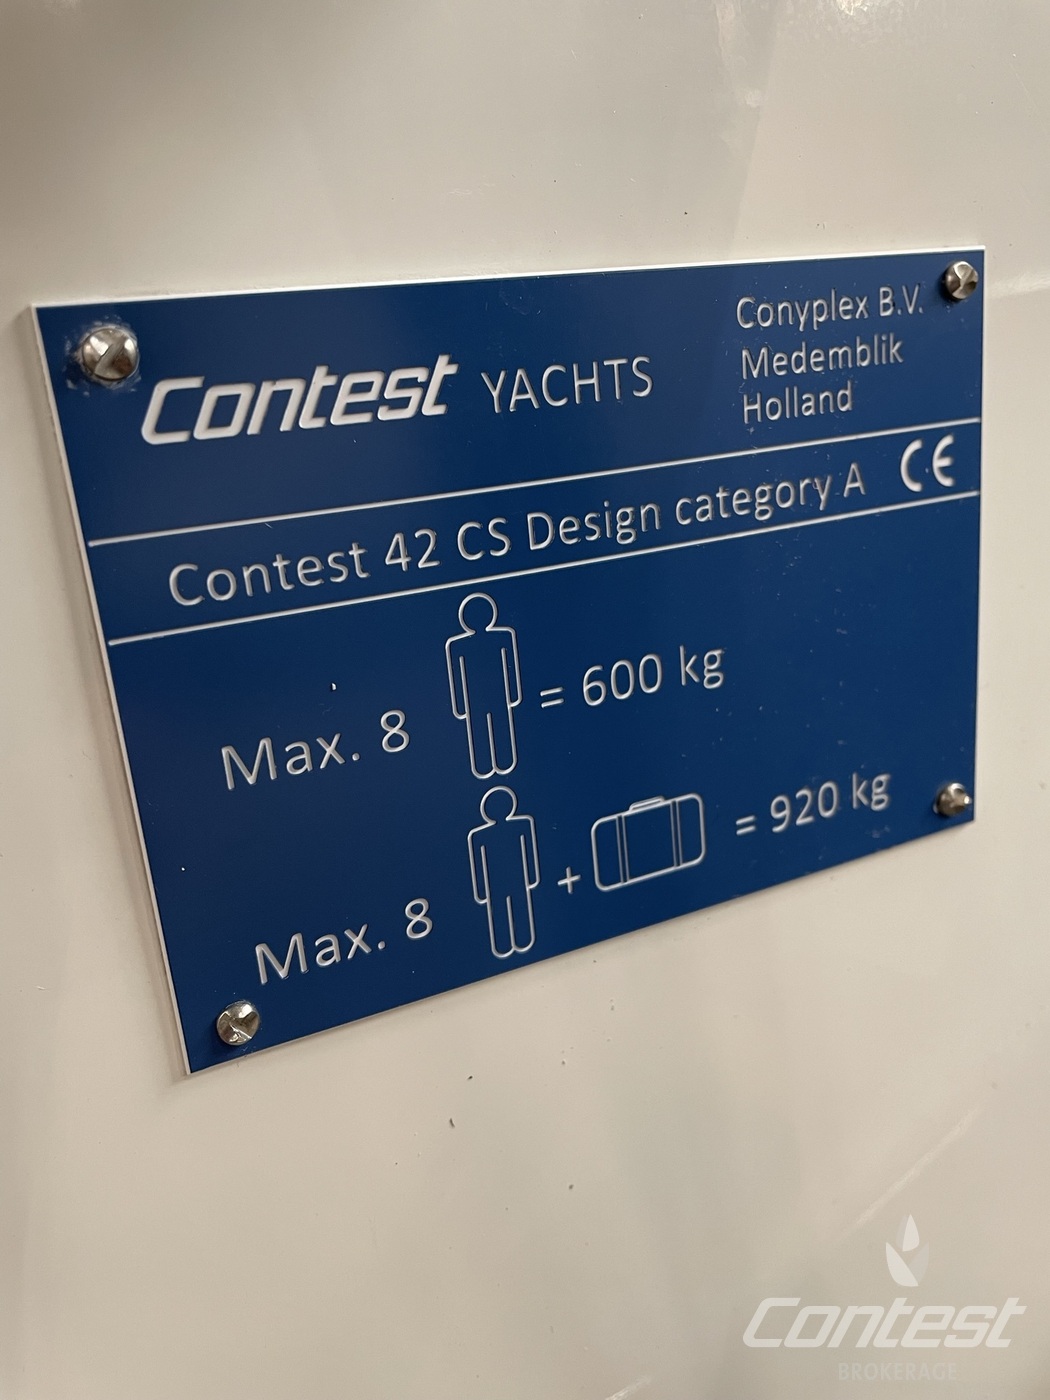 Contest YACHTS
Conyplex B.V.
Medemblik
Holland
Contest 42 CS Design category A CE
Max. 8 = 600 kg
Max. 8 + = 920 kg
Contest
BROKERAGE